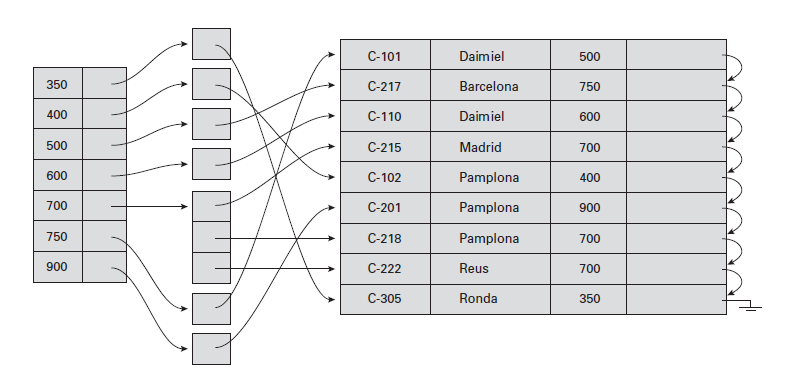 350
400
500
600
700
750
900
C-101 Daimiel 500
C-217 Barcelona 750
C-110 Daimiel 600
C-215 Madrid 700
C-102 Pamplona 400
C-201 Pamplona 900
C-218 Pamplona 700
C-222 Reus 700
C-305 Ronda 350